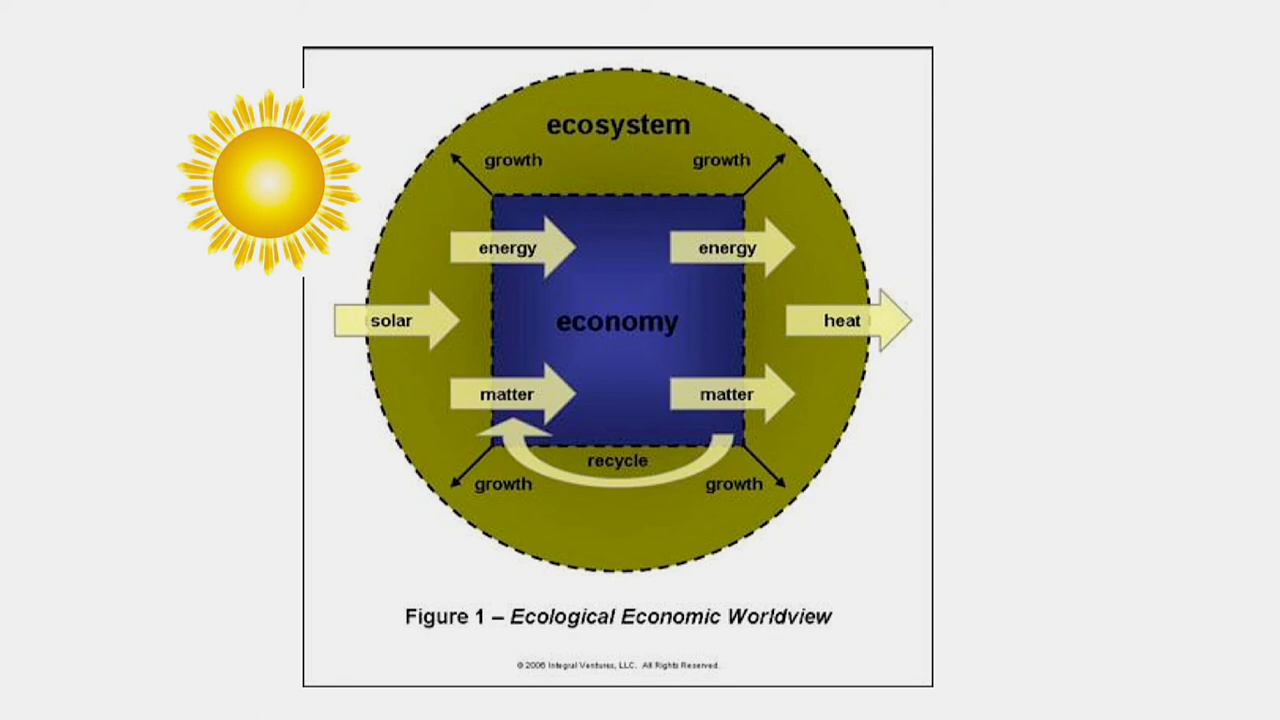 ecosystem
growth growth
energy energy
solar economy heat
matter matter
recycle
growth growth
Figure 1 – Ecological Economic Worldview
© 2006 Integral Ventures, LLC. All Rights Reserved.